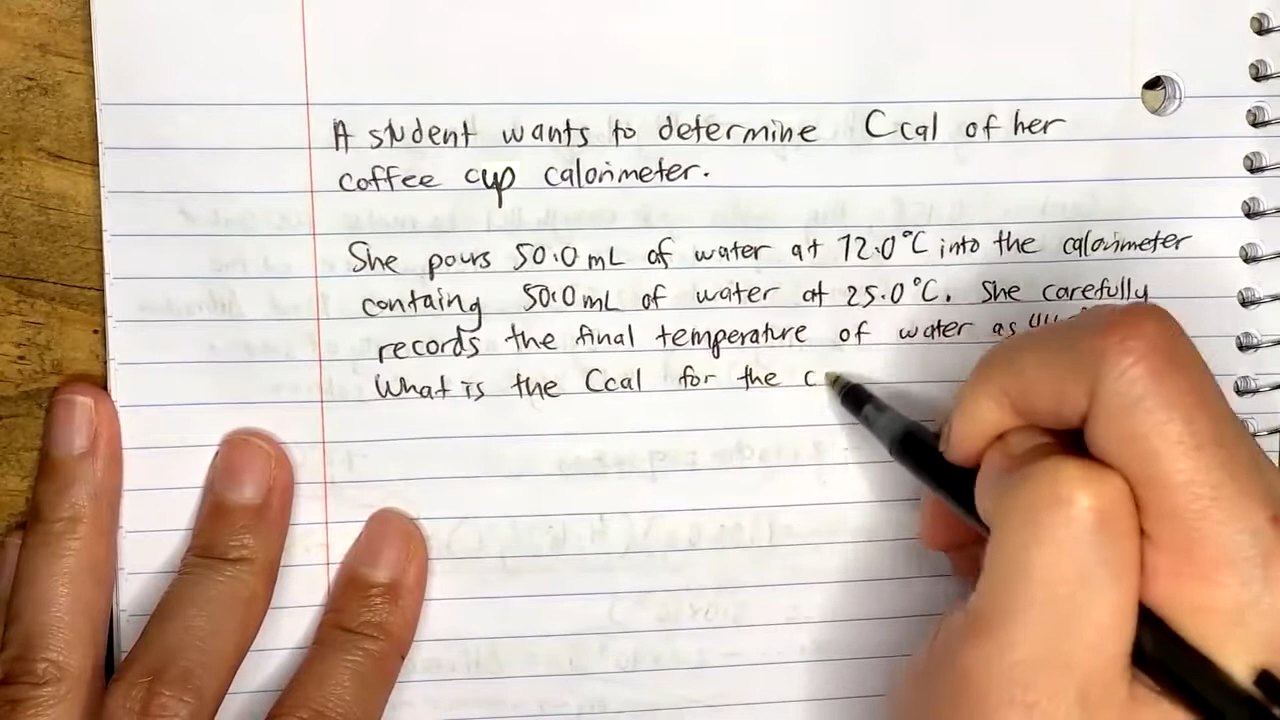 A student wants to determine Ccal of her
coffee cup calorimeter.
She pours 50.0 mL of water at 72.0°C into the calorimeter
containg 50.0 mL of water at 25.0°C. She carefully
records the final temperature of water as
What is the Ccal for the c